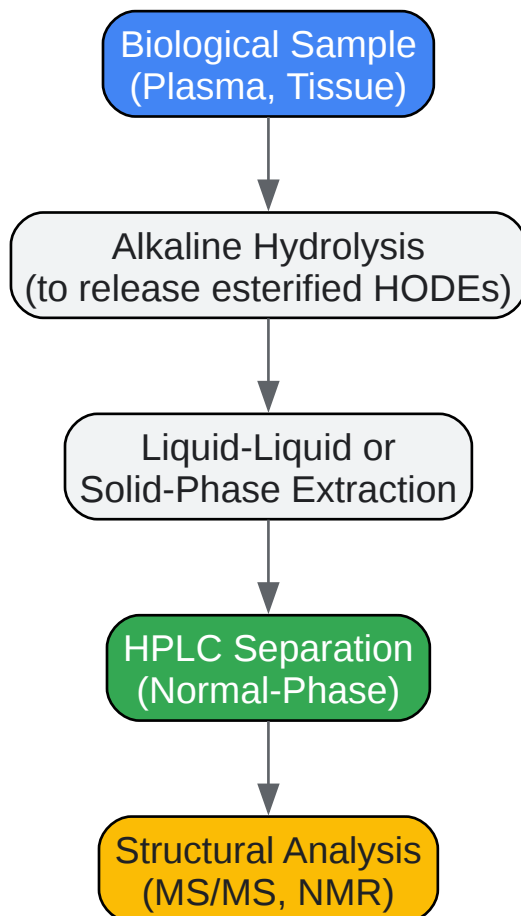 Biological Sample
(Plasma, Tissue)
Alkaline Hydrolysis
(to release esterified HODEs)
Liquid-Liquid or
Solid-Phase Extraction
HPLC Separation
(Normal-Phase)
Structural Analysis
(MS/MS, NMR)